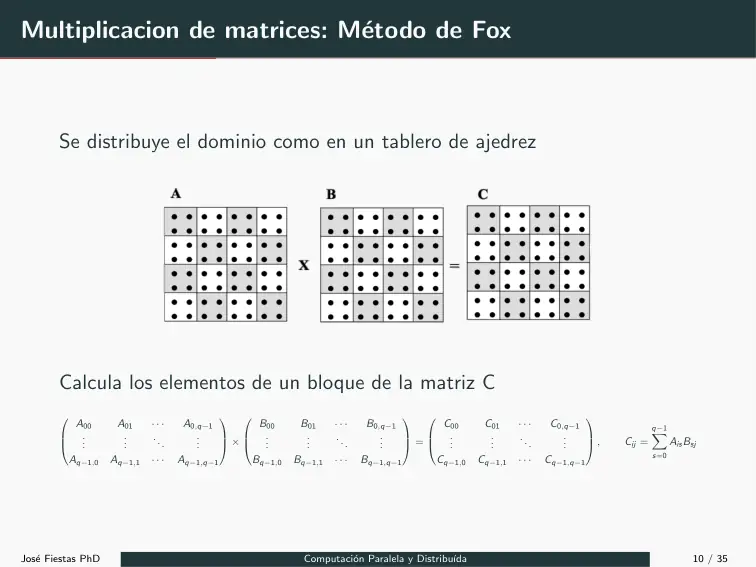 Multiplicacion de matrices: Método de Fox
Se distribuye el dominio como en un tablero de ajedrez
A B C
X =
Calcula los elementos de un bloque de la matriz C
A₀₀ A₀₁ ⋯ A₀,q−1 B₀₀ B₀₁ ⋯ B₀,q−1 C₀₀ C₀₁ ⋯ C₀,q−1 q−1
⋮ ⋮ ⋱ ⋮ × ⋮ ⋮ ⋱ ⋮ = ⋮ ⋮ ⋱ ⋮ , Cij = ∑ AisBsj
Aq−1,0 Aq−1,1 ⋯ Aq−1,q−1 Bq−1,0 Bq−1,1 ⋯ Bq−1,q−1 Cq−1,0 Cq−1,1 ⋯ Cq−1,q−1 s=0
José Fiestas PhD Computación Paralela y Distribuída 10 / 35